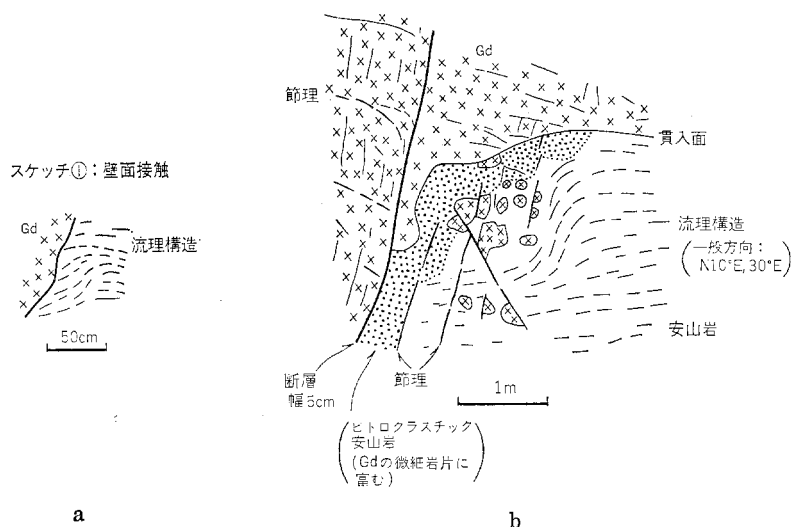 スケッチ①:壁面接触
Gd
流理構造
50cm
a
Gd
節理
貫入面
流理構造
(一般方向:
N10°E, 30°E)
安山岩
断層
幅5cm
節理
1m
(ビトロクラスチック
安山岩
(Gdの微細岩片に
富む))
b